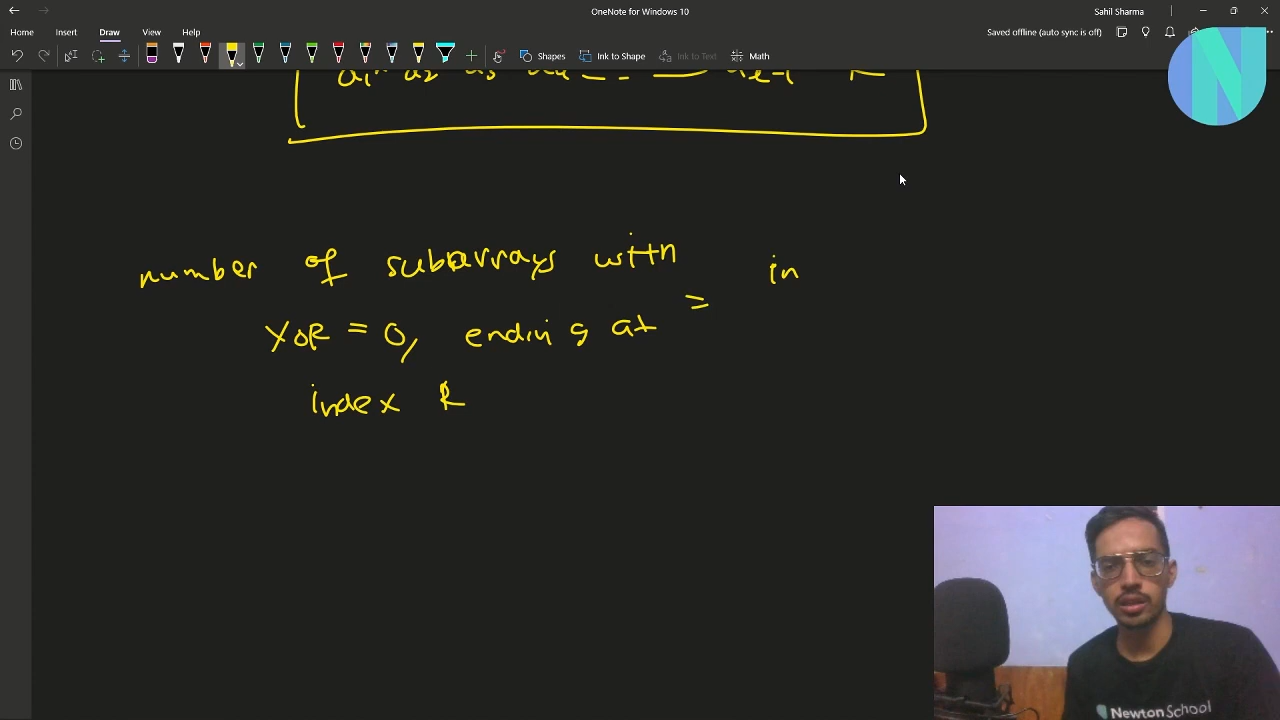 OneNote for Windows 10
Sahil Sharma
Home Insert Draw View Help
Saved offline (auto sync is off)
Shapes Ink to Shape Ink to Text Math
number of subarrays with = in
XOR = 0, ending at
index R
Newton School